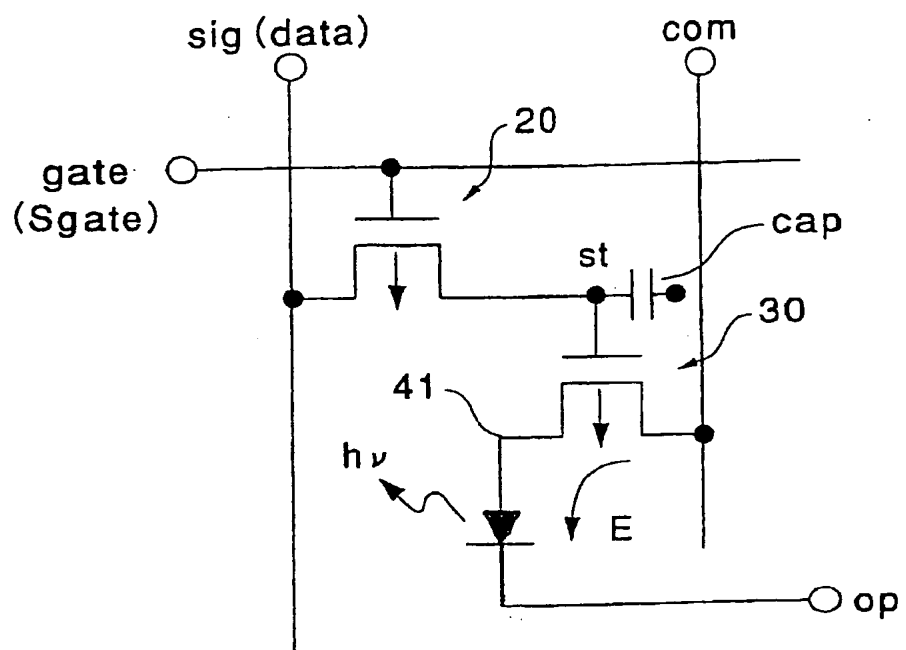 sig (data)
com
20
gate
(Sgate)
cap
st
30
41
hν
E
op